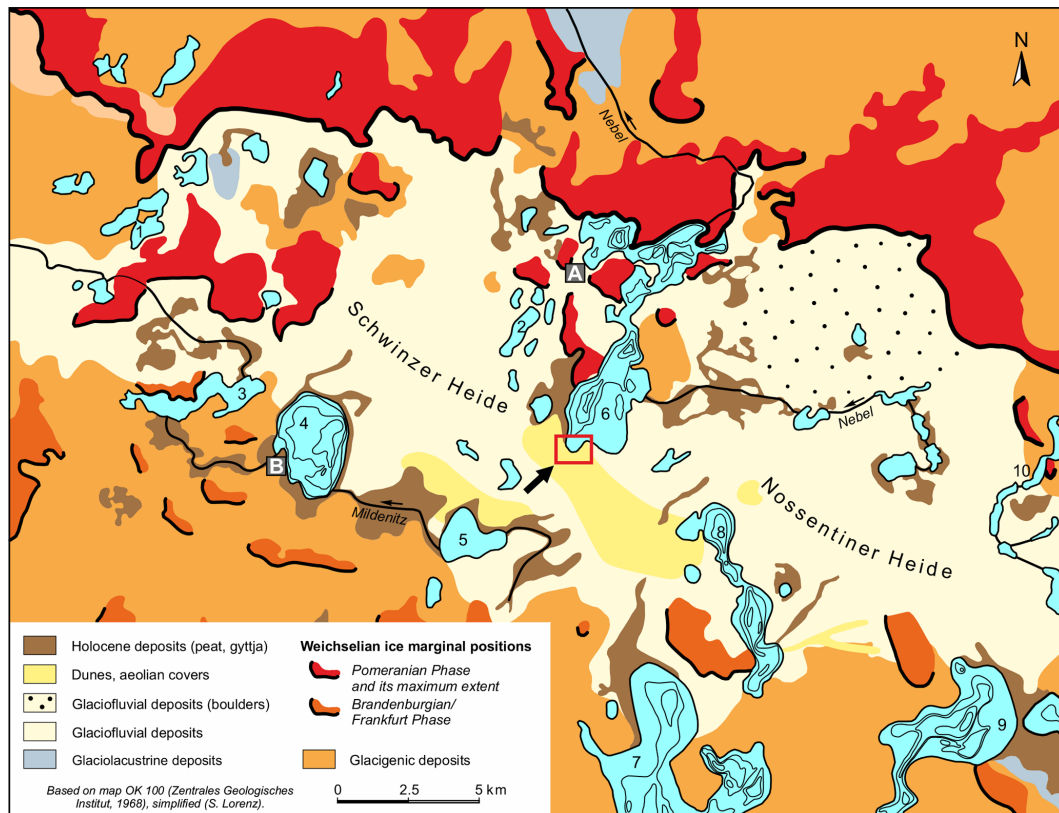 N
Nebel
1
A
2
Schwinzer Heide
3
4
6
Nebel
B
10
Mildenitz
5
8
Nossentiner Heide
7
9
Holocene deposits (peat, gyttja)
Dunes, aeolian covers
Glaciofluvial deposits (boulders)
Glaciofluvial deposits
Glaciolacustrine deposits
Weichselian ice marginal positions
Pomeranian Phase
and its maximum extent
Brandenburgian/
Frankfurt Phase
Glacigenic deposits
Based on map OK 100 (Zentrales Geologisches
Institut, 1968), simplified (S. Lorenz).
0 2.5 5 km